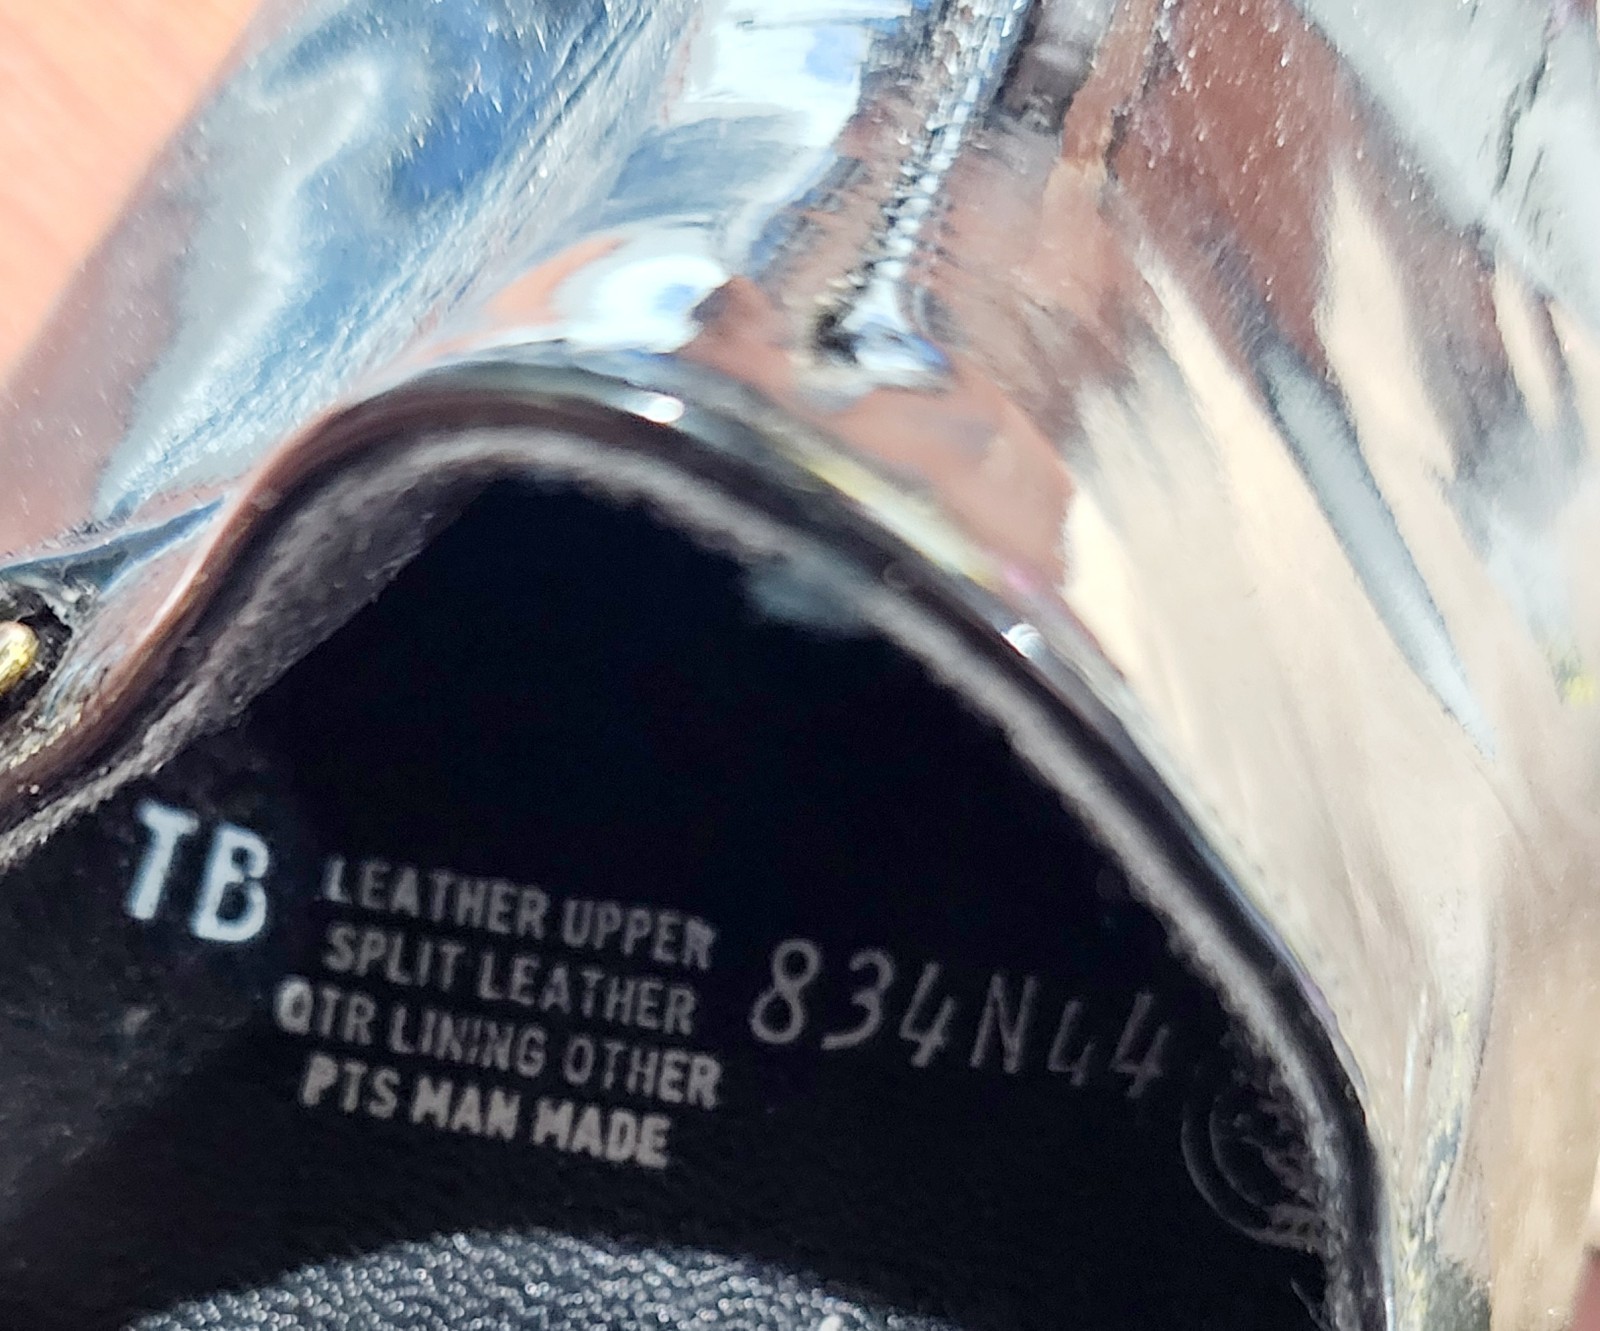 TB
LEATHER UPPER
SPLIT LEATHER
QTR LINING OTHER
PTS MAN MADE
834N44